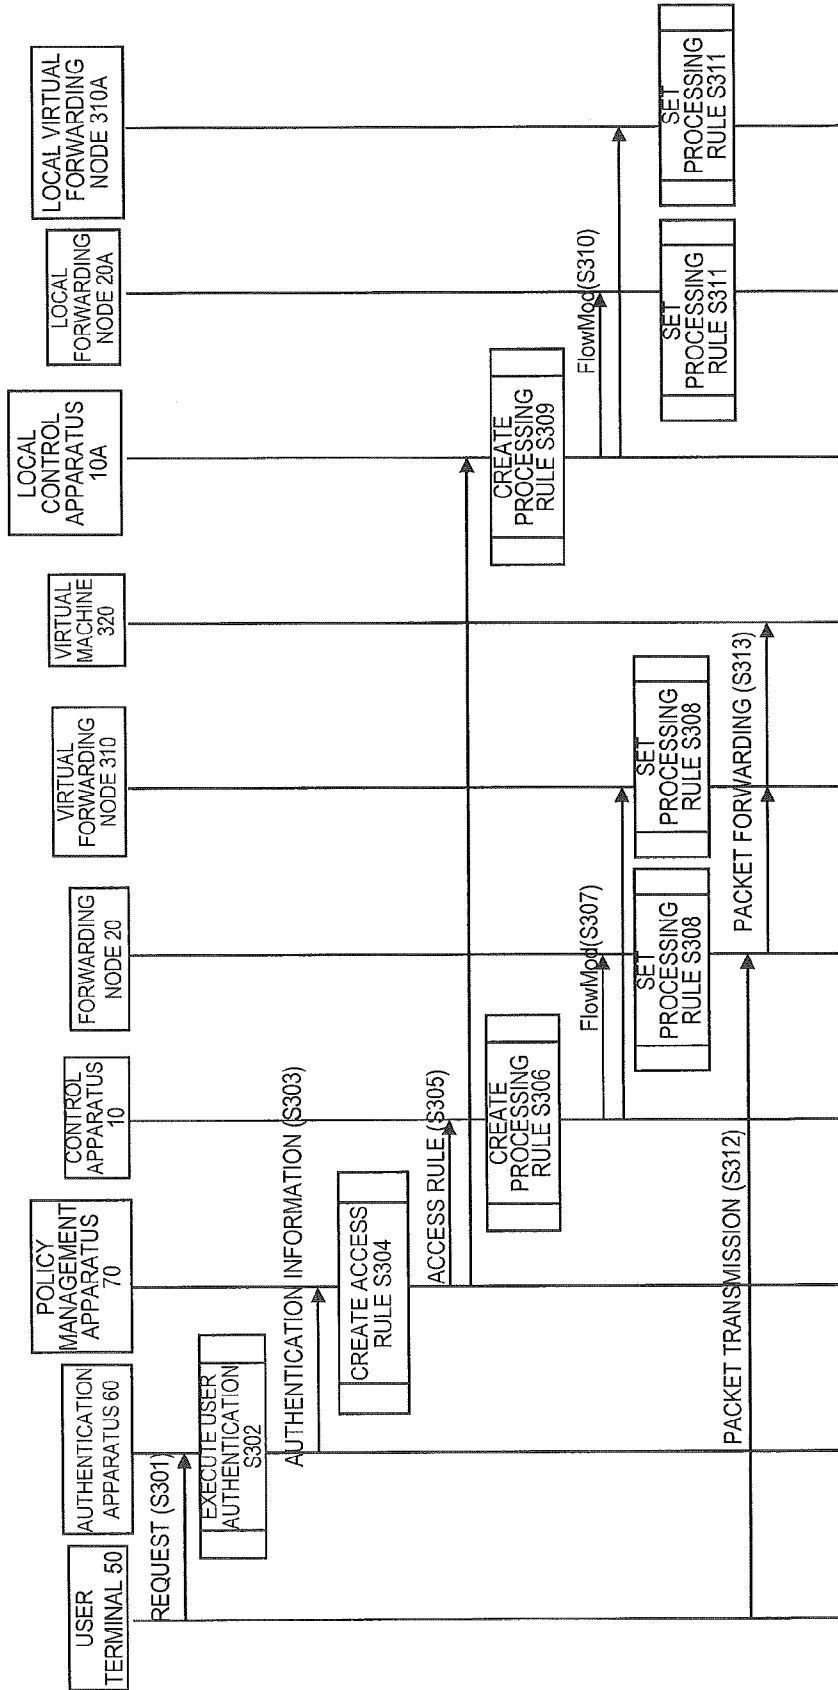 USER
TERMINAL 50
AUTHENTICATION
APPARATUS 60
POLICY
MANAGEMENT
APPARATUS
70
CONTROL
APPARATUS
10
FORWARDING
NODE 20
VIRTUAL
FORWARDING
NODE 310
VIRTUAL
MACHINE
320
LOCAL
CONTROL
APPARATUS
10A
LOCAL
FORWARDING
NODE 20A
LOCAL VIRTUAL
FORWARDING
NODE 310A
REQUEST (S301)
EXECUTE USER
AUTHENTICATION
S302
AUTHENTICATION INFORMATION (S303)
CREATE ACCESS
RULE S304
ACCESS RULE (S305)
CREATE
PROCESSING
RULE S306
CREATE
PROCESSING
RULE S309
FlowMod(S307)
FlowMod(S310)
SET
PROCESSING
RULE S308
SET
PROCESSING
RULE S308
SET
PROCESSING
RULE S311
SET
PROCESSING
RULE S311
PACKET TRANSMISSION (S312)
PACKET FORWARDING (S313)